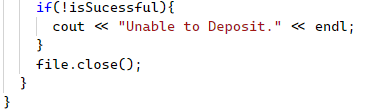 if(!isSucessful){
cout << "Unable to Deposit." << endl;
}
file.close();
}
}